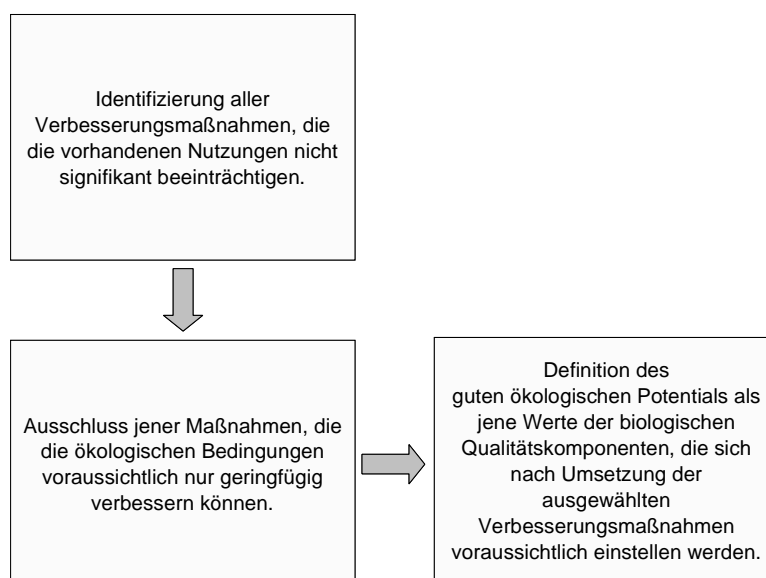 Identifizierung aller
Verbesserungsmaßnahmen, die
die vorhandenen Nutzungen nicht
signifikant beeinträchtigen.
Ausschluss jener Maßnahmen, die
die ökologischen Bedingungen
voraussichtlich nur geringfügig
verbessern können.
Definition des
guten ökologischen Potentials als
jene Werte der biologischen
Qualitätskomponenten, die sich
nach Umsetzung der
ausgewählten
Verbesserungsmaßnahmen
voraussichtlich einstellen werden.